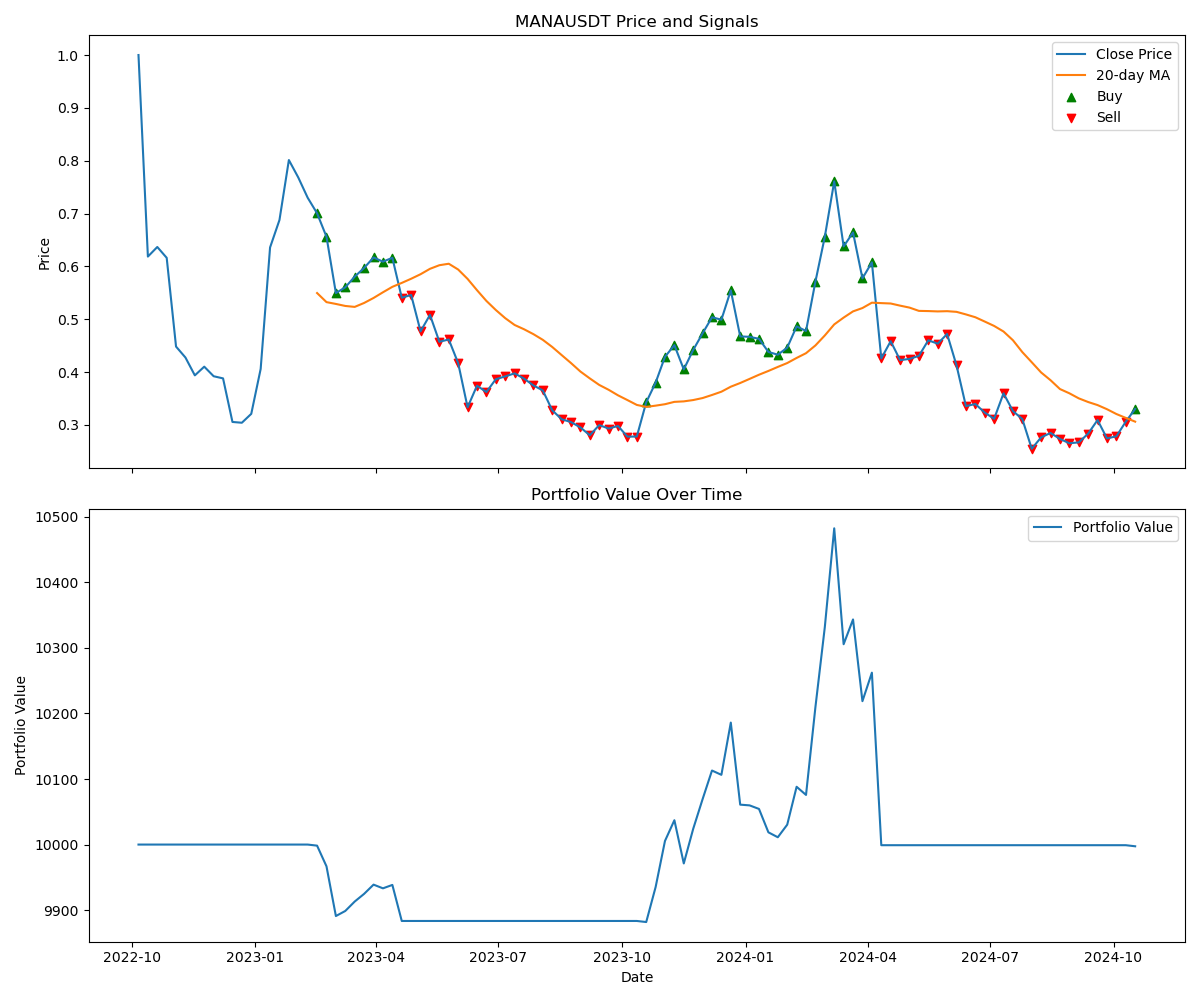 MANAUSDT Price and Signals
Close Price
20-day MA
Buy
Sell
Price
1.0
0.9
0.8
0.7
0.6
0.5
0.4
0.3
Portfolio Value Over Time
Portfolio Value
Portfolio Value
10500
10400
10300
10200
10100
10000
9900
2022-10
2023-01
2023-04
2023-07
2023-10
2024-01
2024-04
2024-07
2024-10
Date